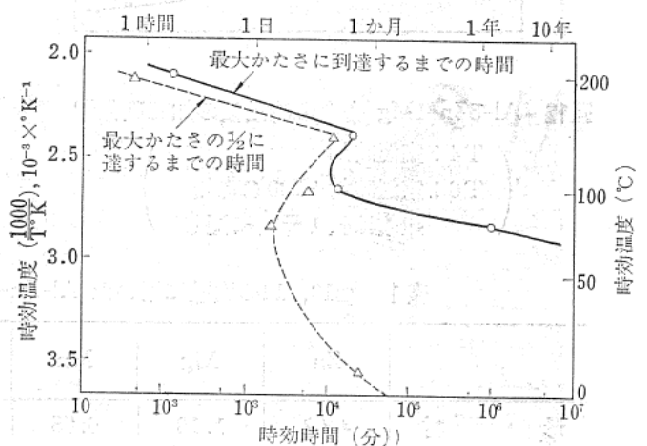 1時間 1日 1か月 1年 10年
最大かたさに到達するまでの時間
最大かたさの½に
達するまでの時間
2.0
2.5
3.0
3.5
時効温度 (1000/T°K), 10⁻³×°K⁻¹
200
100
50
0
時効温度 (℃)
10 10³ 10³ 10⁴ 10⁵ 10⁶ 10⁷
時効時間 (分))